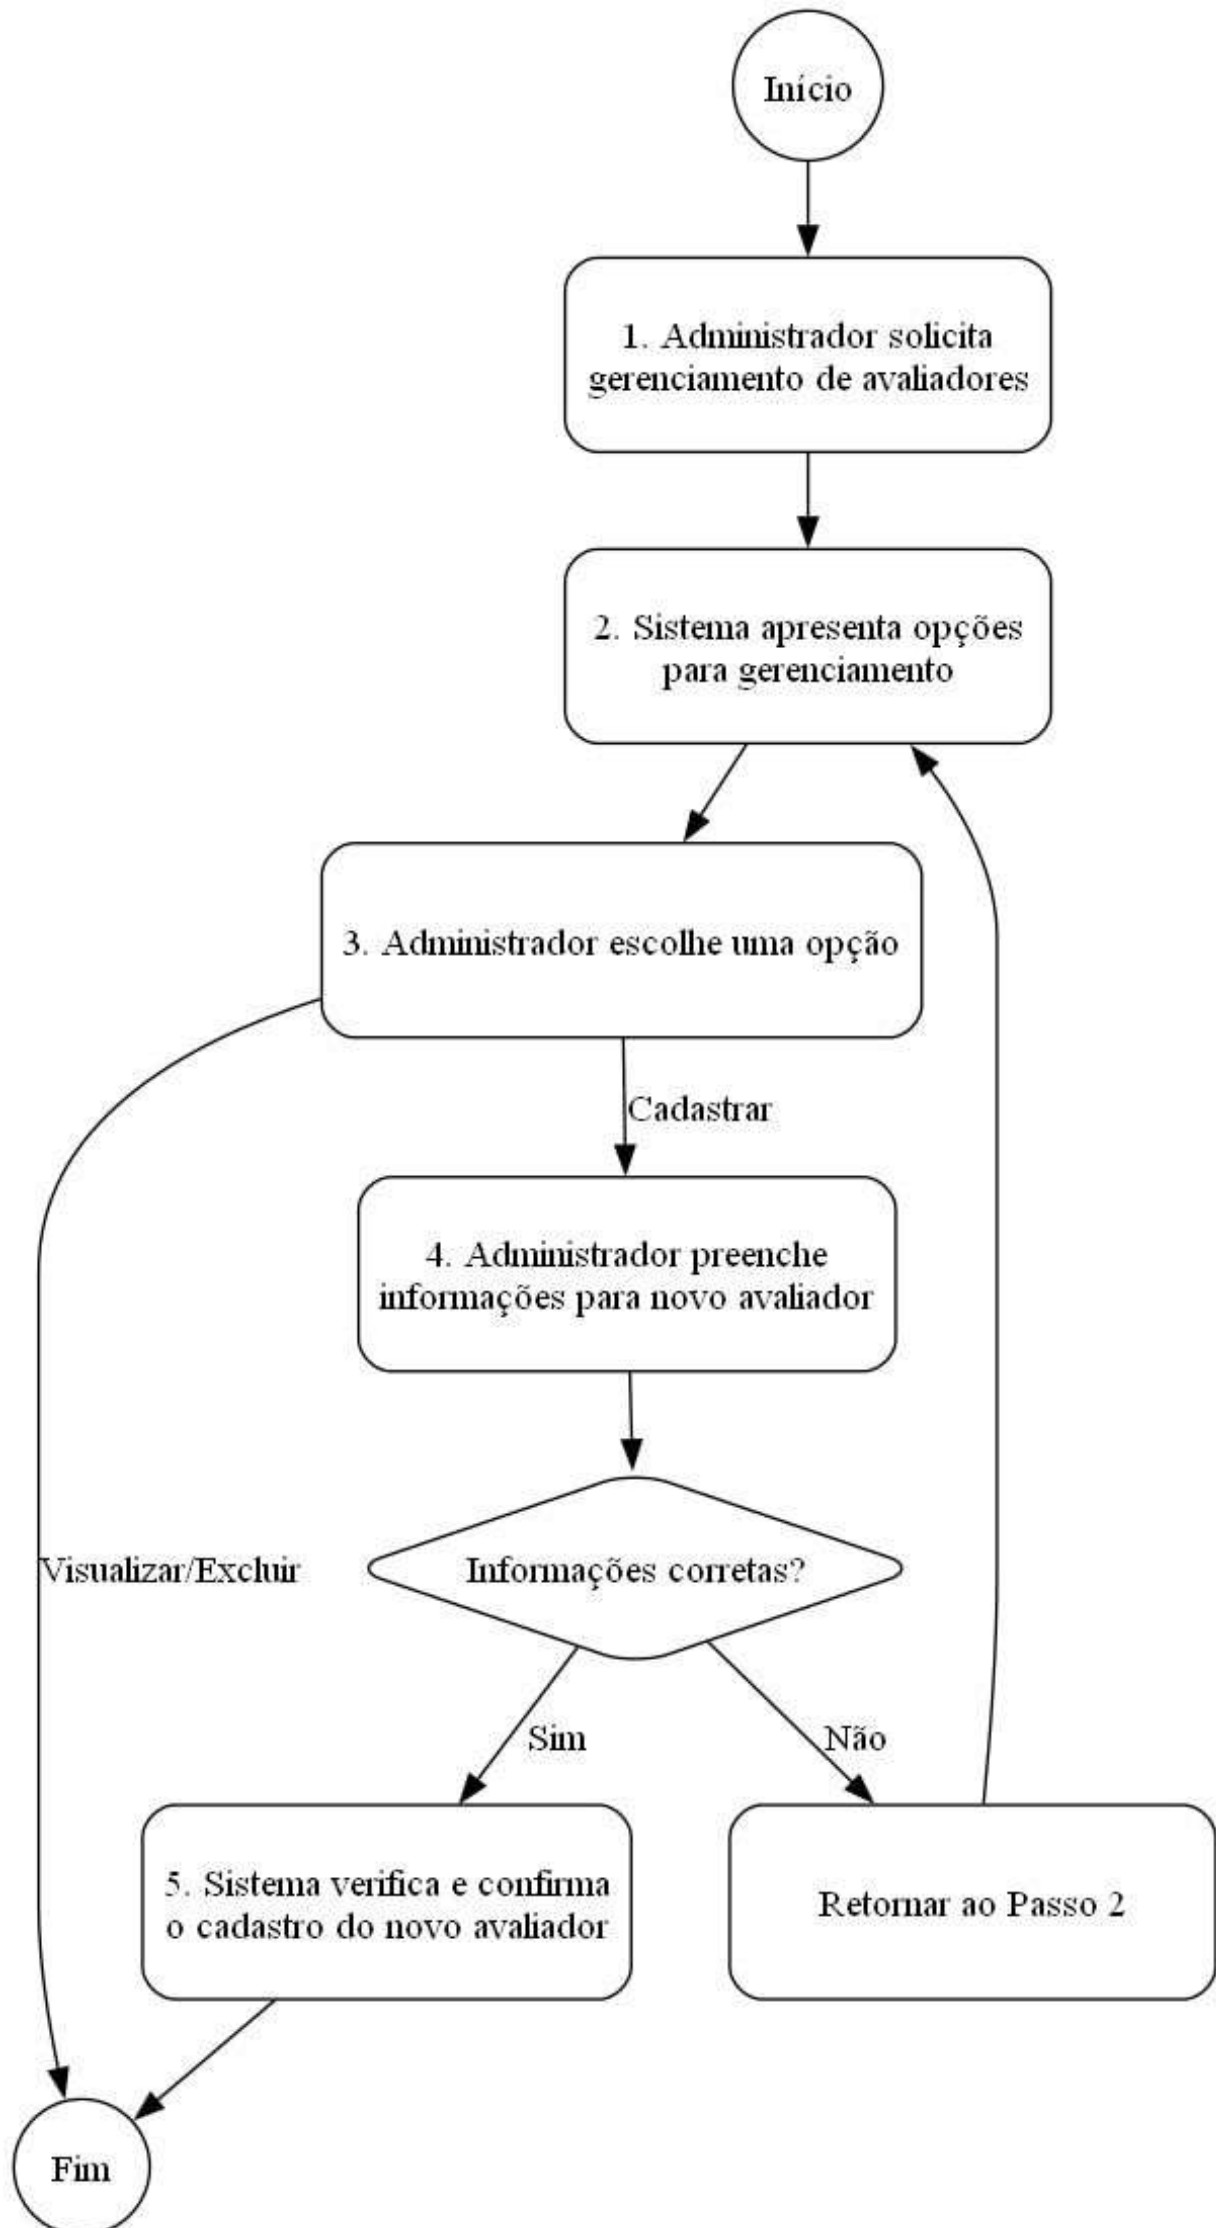 Início
1. Administrador solicita
gerenciamento de avaliadores
2. Sistema apresenta opções
para gerenciamento
3. Administrador escolhe uma opção
Cadastrar
4. Administrador preenche
informações para novo avaliador
Visualizar/Excluir
Informações corretas?
Sim
Não
5. Sistema verifica e confirma
o cadastro do novo avaliador
Retornar ao Passo 2
Fim